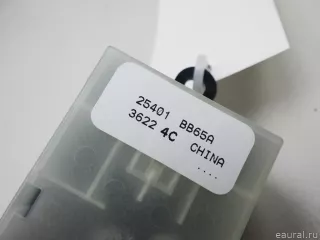 25401 BB65A
3622 4C CHINA
....
eaural.ru